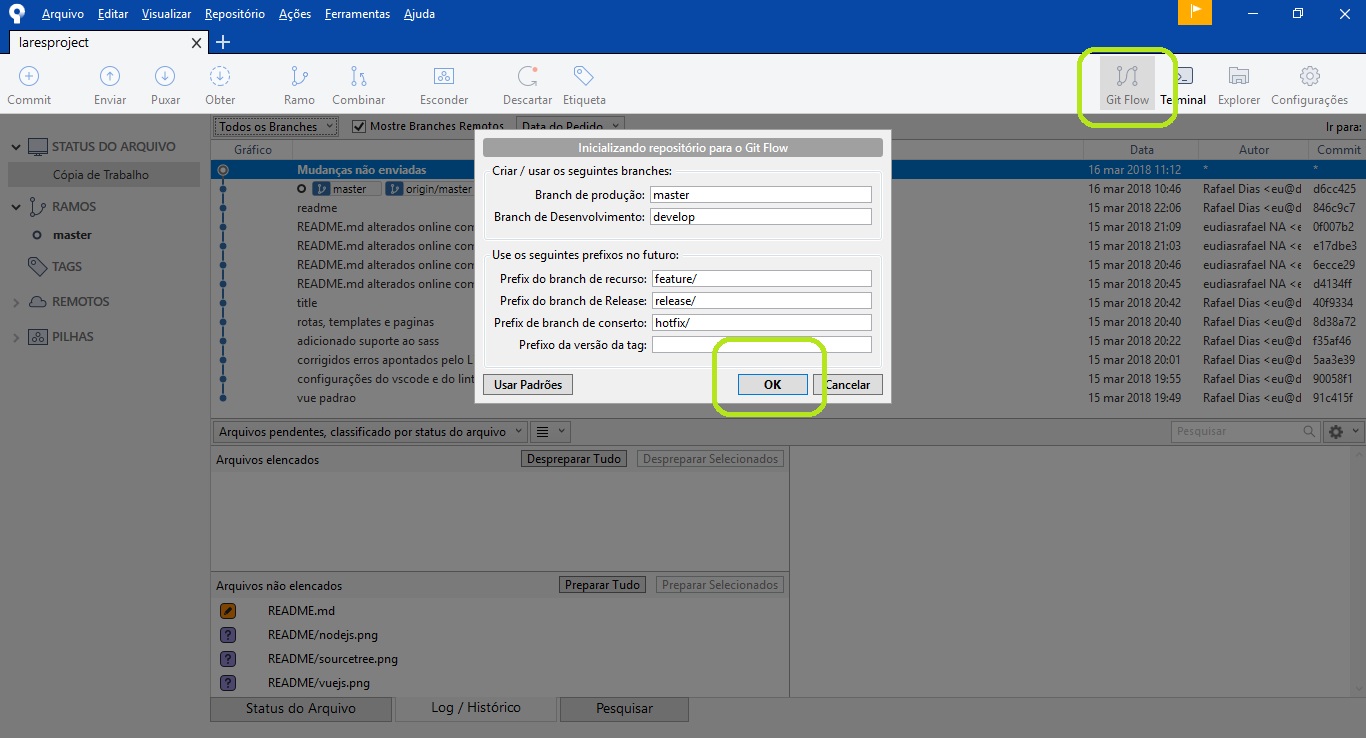 Arquivo Editar Visualizar Repositório Ações Ferramentas Ajuda
laresproject
Commit Enviar Puxar Obter Ramo Combinar Esconder Descartar Etiqueta Git Flow Terminal Explorer Configurações
Todos os Branches Mostre Branches Remotos Data do Pedido Ir para:
STATUS DO ARQUIVO
Cópia de Trabalho
RAMOS
master
TAGS
REMOTOS
PILHAS
Gráfico Data Autor Commit
Mudanças não enviadas 16 mar 2018 11:12 * *
master origin/master 16 mar 2018 10:46 Rafael Dias <eu@d d6cc425
readme 15 mar 2018 22:06 Rafael Dias <eu@d 846c9c7
README.md alterados online con 15 mar 2018 21:09 eudiasrafael NA <e 0f007b2
README.md alterados online con 15 mar 2018 21:03 eudiasrafael NA <e e17dbe3
README.md alterados online con 15 mar 2018 20:46 eudiasrafael NA <e 6ecce29
README.md alterados online con 15 mar 2018 20:45 eudiasrafael NA <e d4134ff
title 15 mar 2018 20:42 Rafael Dias <eu@d 40f9334
rotas, templates e paginas 15 mar 2018 20:40 Rafael Dias <eu@d 8d38a72
adicionado suporte ao sass 15 mar 2018 20:22 Rafael Dias <eu@d f35af46
corrigidos erros apontados pelo L 15 mar 2018 20:01 Rafael Dias <eu@d 5aa3e39
configurações do vscode e do lint 15 mar 2018 19:55 Rafael Dias <eu@d 90058f1
vue padrao 15 mar 2018 19:49 Rafael Dias <eu@d 91c415f
Inicializando repositório para o Git Flow
Criar / usar os seguintes branches:
Branch de produção: master
Branch de Desenvolvimento: develop
Use os seguintes prefixos no futuro:
Prefix do branch de recurso: feature/
Prefix do branch de Release: release/
Prefix de branch de conserto: hotfix/
Prefixo da versão da tag:
Usar Padrões OK Cancelar
Arquivos pendentes, classificado por status do arquivo Pesquisar
Arquivos elencados Despreparar Tudo Despreparar Selecionados
Arquivos não elencados Preparar Tudo Preparar Selecionados
README.md
README/nodejs.png
README/sourcetree.png
README/vuejs.png
Status do Arquivo Log / Histórico Pesquisar